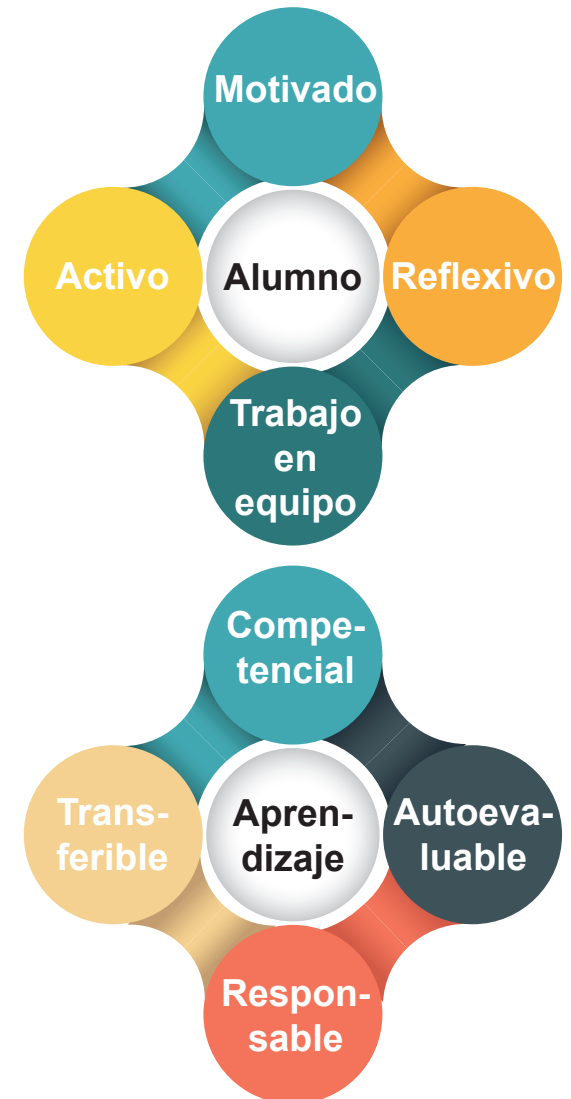 Motivado
Activo
Alumno
Reflexivo
Trabajo
en
equipo
Compe-
tencial
Trans-
ferible
Apren-
dizaje
Autoeva-
luable
Respon-
sable